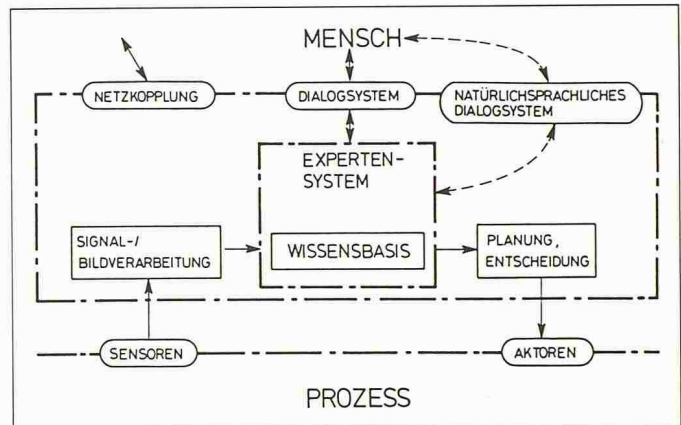 MENSCH
NETZKOPPLUNG
DIALOGSYSTEM
NATÜRLICHSPRACHLICHES
DIALOGSYSTEM
EXPERTEN-
SYSTEM
SIGNAL-/
BILDVERARBEITUNG
WISSENSBASIS
PLANUNG,
ENTSCHEIDUNG
SENSOREN
AKTOREN
PROZESS